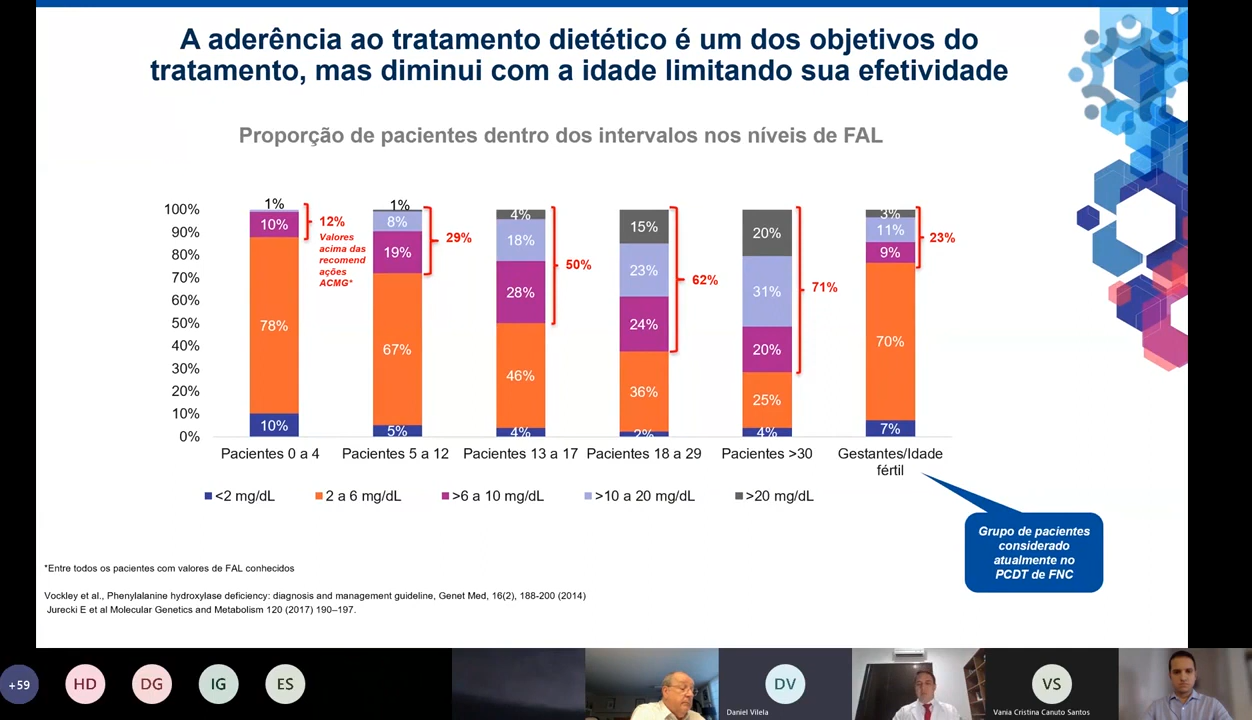 A aderência ao tratamento dietético é um dos objetivos do
tratamento, mas diminui com a idade limitando sua efetividade
Proporção de pacientes dentro dos intervalos nos níveis de FAL
100%
90%
80%
70%
60%
50%
40%
30%
20%
10%
0%
1%
10%
78%
10%
12%
Valores
acima das
recomend
ações
ACMG*
1%
8%
19%
67%
5%
29%
4%
18%
28%
46%
4%
50%
15%
23%
24%
36%
2%
62%
20%
31%
20%
25%
4%
71%
3%
11%
9%
70%
7%
23%
Pacientes 0 a 4
Pacientes 5 a 12
Pacientes 13 a 17
Pacientes 18 a 29
Pacientes >30
Gestantes/Idade
fértil
<2 mg/dL
2 a 6 mg/dL
>6 a 10 mg/dL
>10 a 20 mg/dL
>20 mg/dL
Grupo de pacientes
considerado
atualmente no
PCDT de FNC
*Entre todos os pacientes com valores de FAL conhecidos
Vockley et al., Phenylalanine hydroxylase deficiency: diagnosis and management guideline, Genet Med, 16(2), 188-200 (2014)
Jurecki E et al Molecular Genetics and Metabolism 120 (2017) 190–197.
+59
HD
DG
IG
ES
DV
Daniel Vilela
VS
Vania Cristina Canuto Santos